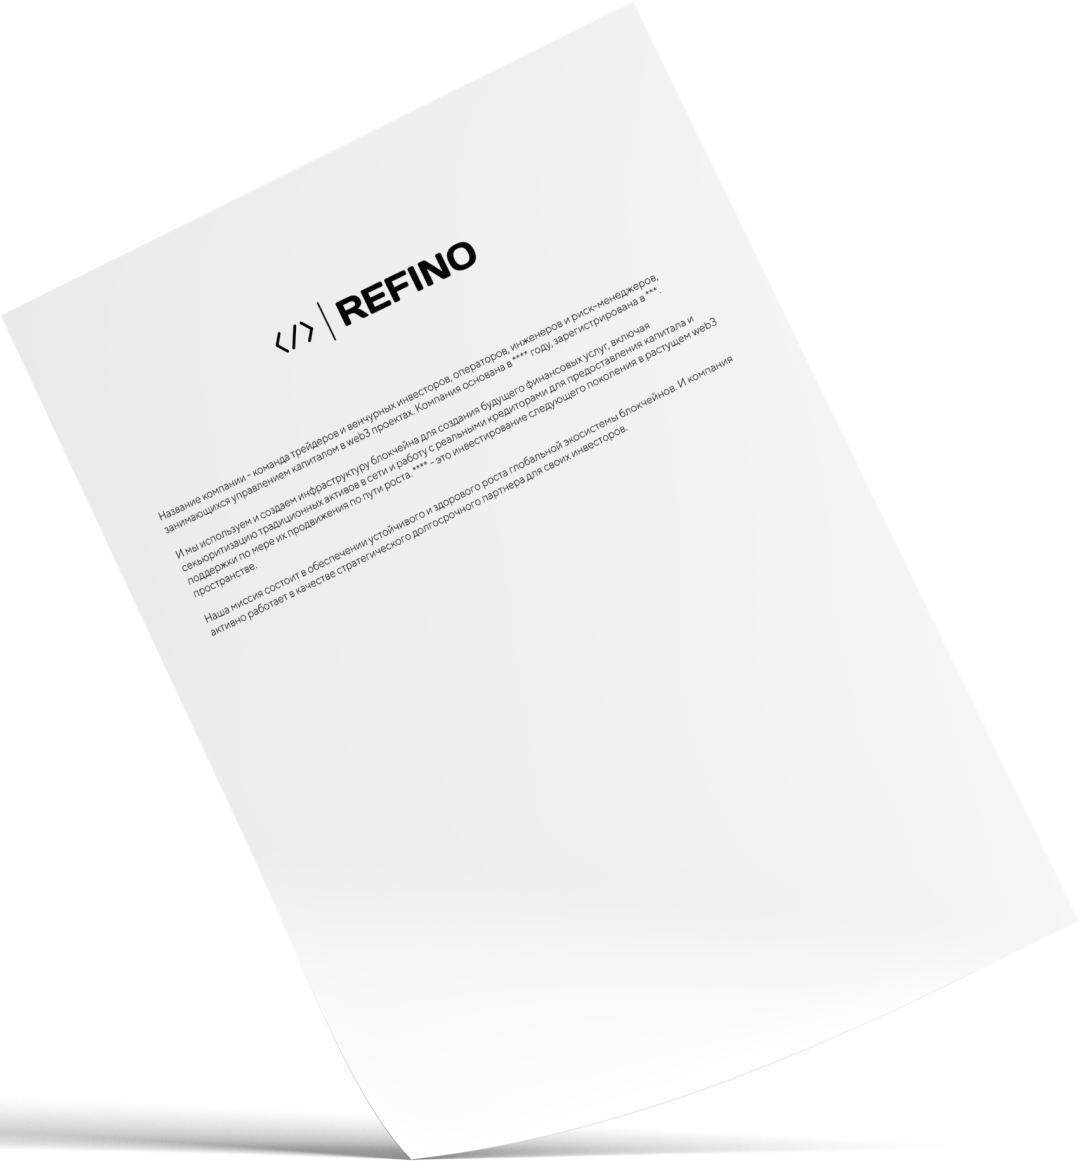 </> | REFINO
Название компании - команда трейдеров и венчурных инвесторов, операторов, инженеров и риск-менеджеров,
занимающихся управлением капиталом в web3 проектах. Компания основана в **** году, зарегистрирована в *** .
И мы используем и создаем инфраструктуру блокчейна для создания будущего финансовых услуг, включая
секьюритизацию традиционных активов в сети и работу с реальными кредиторами для предоставления капитала и
поддержки по мере их продвижения по пути роста. **** - это инвестирование следующего поколения в растущем web3
пространстве.
Наша миссия состоит в обеспечении устойчивого и здорового роста глобальной экосистемы блокчейнов. И компания
активно работает в качестве стратегического долгосрочного партнера для своих инвесторов.